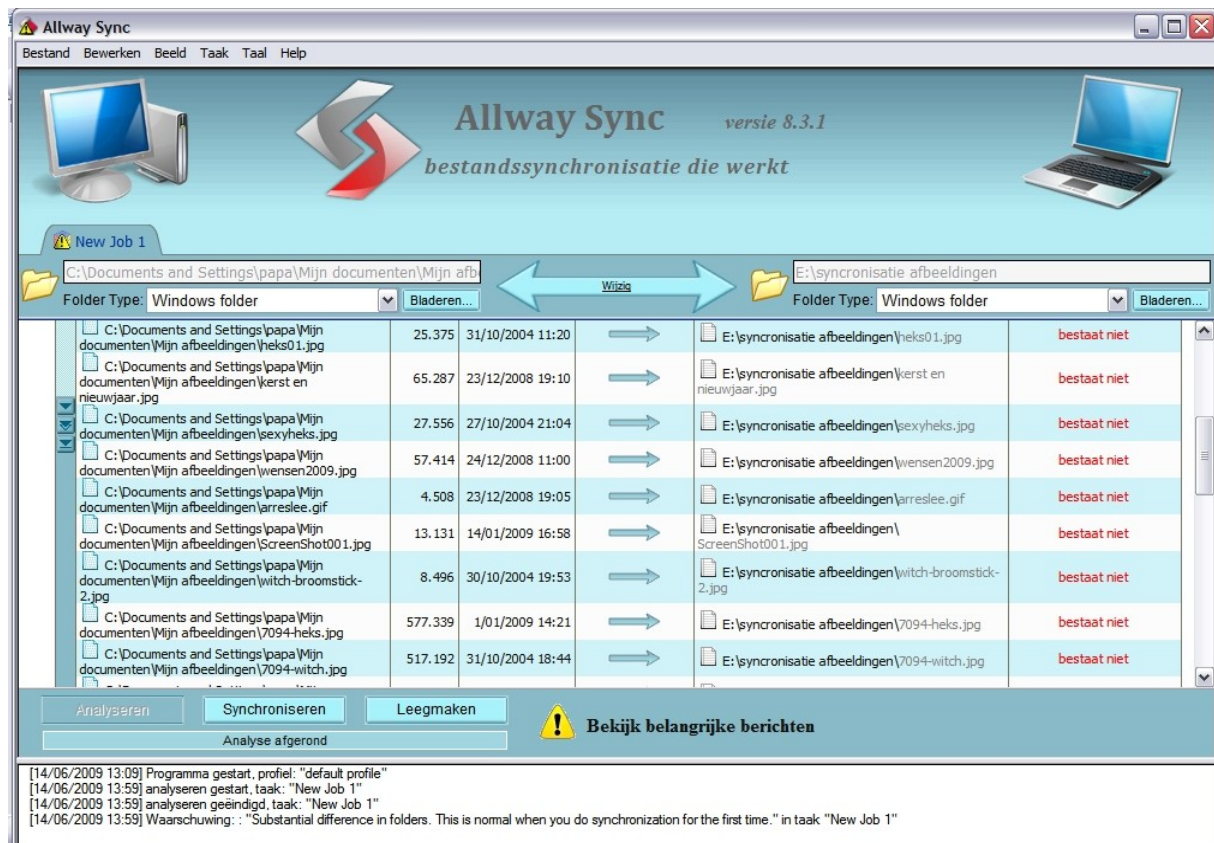 Allway Sync
Bestand Bewerken Beeld Taak Taal Help
Allway Sync versie 8.3.1
bestandssynchronisatie die werkt
New Job 1
C:\Documents and Settings\papa\Mijn documenten\Mijn afb
Wijzig
E:\syncronisatie afbeeldingen
Folder Type: Windows folder Bladeren...
Folder Type: Windows folder Bladeren...
C:\Documents and Settings\papa\Mijn
documenten\Mijn afbeeldingen\heks01.jpg
25.375 31/10/2004 11:20
E:\syncronisatie afbeeldingen\heks01.jpg
bestaat niet
C:\Documents and Settings\papa\Mijn
documenten\Mijn afbeeldingen\kerst en
nieuwjaar.jpg
65.287 23/12/2008 19:10
E:\syncronisatie afbeeldingen\kerst en
nieuwjaar.jpg
bestaat niet
C:\Documents and Settings\papa\Mijn
documenten\Mijn afbeeldingen\sexyheks.jpg
27.556 27/10/2004 21:04
E:\syncronisatie afbeeldingen\sexyheks.jpg
bestaat niet
C:\Documents and Settings\papa\Mijn
documenten\Mijn afbeeldingen\wensen2009.jpg
57.414 24/12/2008 11:00
E:\syncronisatie afbeeldingen\wensen2009.jpg
bestaat niet
C:\Documents and Settings\papa\Mijn
documenten\Mijn afbeeldingen\arreslee.gif
4.508 23/12/2008 19:05
E:\syncronisatie afbeeldingen\arreslee.gif
bestaat niet
C:\Documents and Settings\papa\Mijn
documenten\Mijn afbeeldingen\ScreenShot001.jpg
13.131 14/01/2009 16:58
E:\syncronisatie afbeeldingen\
ScreenShot001.jpg
bestaat niet
C:\Documents and Settings\papa\Mijn
documenten\Mijn afbeeldingen\witch-broomstick-
2.jpg
8.496 30/10/2004 19:53
E:\syncronisatie afbeeldingen\witch-broomstick-
2.jpg
bestaat niet
C:\Documents and Settings\papa\Mijn
documenten\Mijn afbeeldingen\7094-heks.jpg
577.339 1/01/2009 14:21
E:\syncronisatie afbeeldingen\7094-heks.jpg
bestaat niet
C:\Documents and Settings\papa\Mijn
documenten\Mijn afbeeldingen\7094-witch.jpg
517.192 31/10/2004 18:44
E:\syncronisatie afbeeldingen\7094-witch.jpg
bestaat niet
Analyseren Synchroniseren Leegmaken
Bekijk belangrijke berichten
Analyse afgerond
[14/06/2009 13:09] Programma gestart, profiel: "default profile"
[14/06/2009 13:59] analyseren gestart, taak: "New Job 1"
[14/06/2009 13:59] analyseren geëindigd, taak: "New Job 1"
[14/06/2009 13:59] Waarschuwing: : "Substantial difference in folders. This is normal when you do synchronization for the first time." in taak "New Job 1"